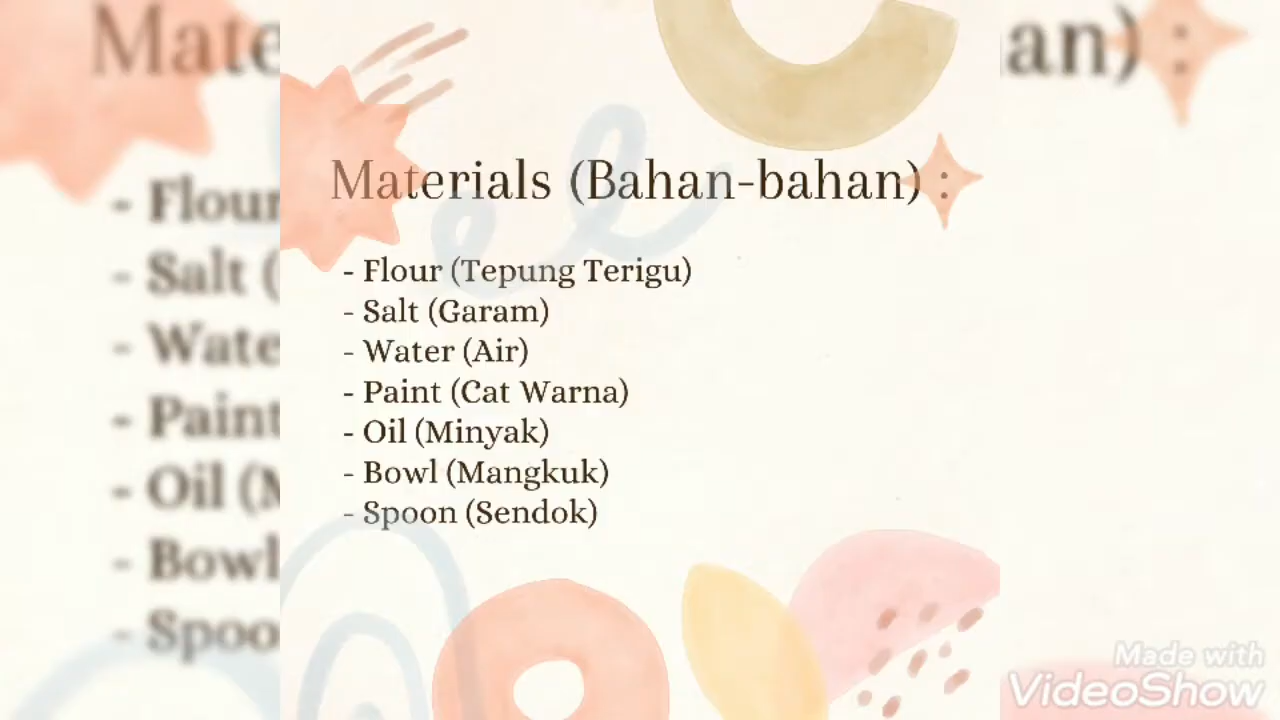 Materials (Bahan-bahan) :
- Flour (Tepung Terigu)
- Salt (Garam)
- Water (Air)
- Paint (Cat Warna)
- Oil (Minyak)
- Bowl (Mangkuk)
- Spoon (Sendok)
Made with
VideoShow